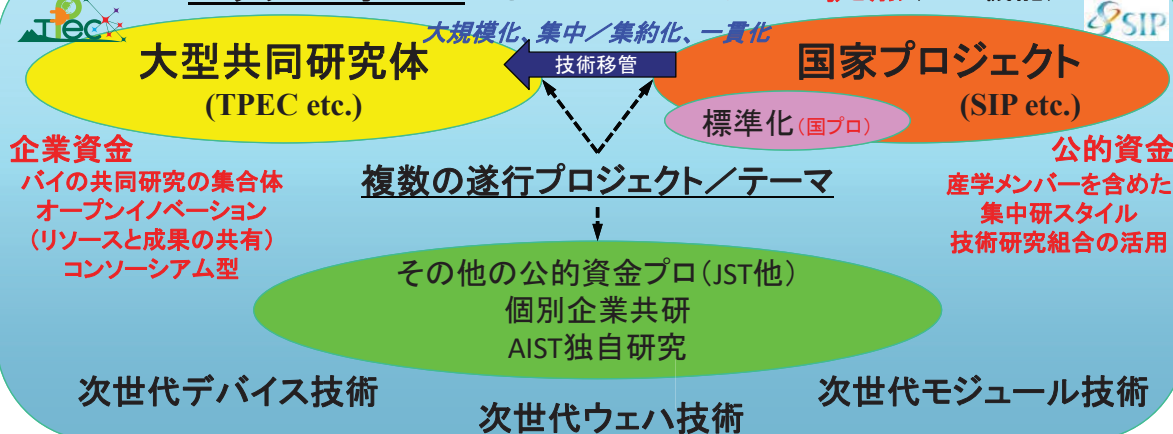 TPEC
SIP
大規模化、集中／集約化、一貫化
大型共同研究体
(TPEC etc.)
技術移管
国家プロジェクト
(SIP etc.)
標準化(国プロ)
企業資金
バイの共同研究の集合体
オープンイノベーション
(リソースと成果の共有)
コンソーシアム型
複数の遂行プロジェクト／テーマ
公的資金
産学メンバーを含めた
集中研スタイル
技術研究組合の活用
その他の公的資金プロ(JST他)
個別企業共研
AIST独自研究
次世代デバイス技術
次世代ウェハ技術
次世代モジュール技術